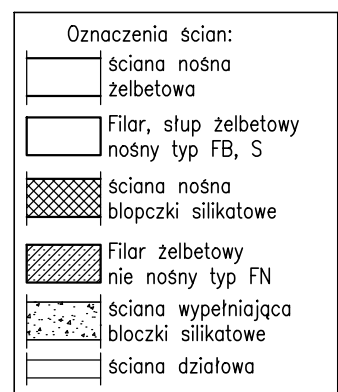 Oznaczenia ścian:
ściana nośna
żelbetowa
Filar, słup żelbetowy
nośny typ FB, S
ściana nośna
blopczki silikatowe
Filar żelbetowy
nie nośny typ FN
ściana wypełniająca
bloczki silikatowe
ściana działowa